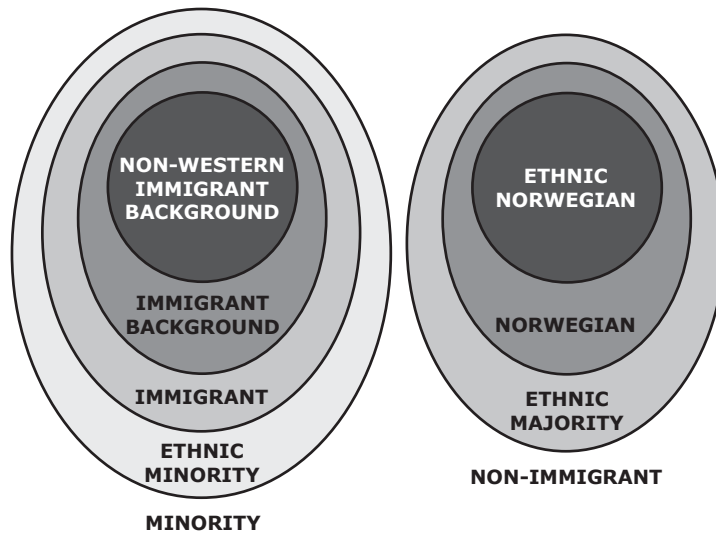 NON-WESTERN
IMMIGRANT
BACKGROUND
IMMIGRANT
BACKGROUND
IMMIGRANT
ETHNIC
MINORITY
MINORITY
ETHNIC
NORWEGIAN
NORWEGIAN
ETHNIC
MAJORITY
NON-IMMIGRANT